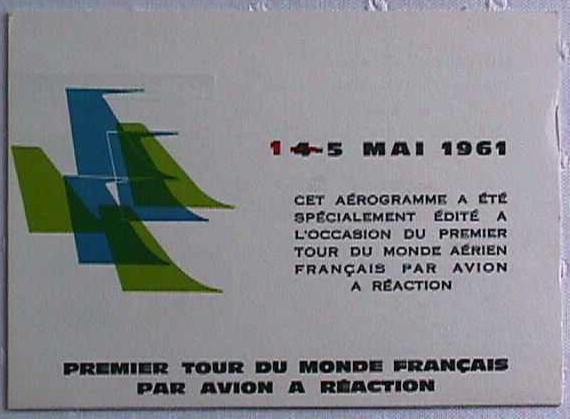 1 4-5 MAI 1961
CET AÉROGRAMME A ÉTÉ
SPÉCIALEMENT ÉDITÉ A
L'OCCASION DU PREMIER
TOUR DU MONDE AÉRIEN
FRANÇAIS PAR AVION
A RÉACTION
PREMIER TOUR DU MONDE FRANÇAIS
PAR AVION A RÉACTION